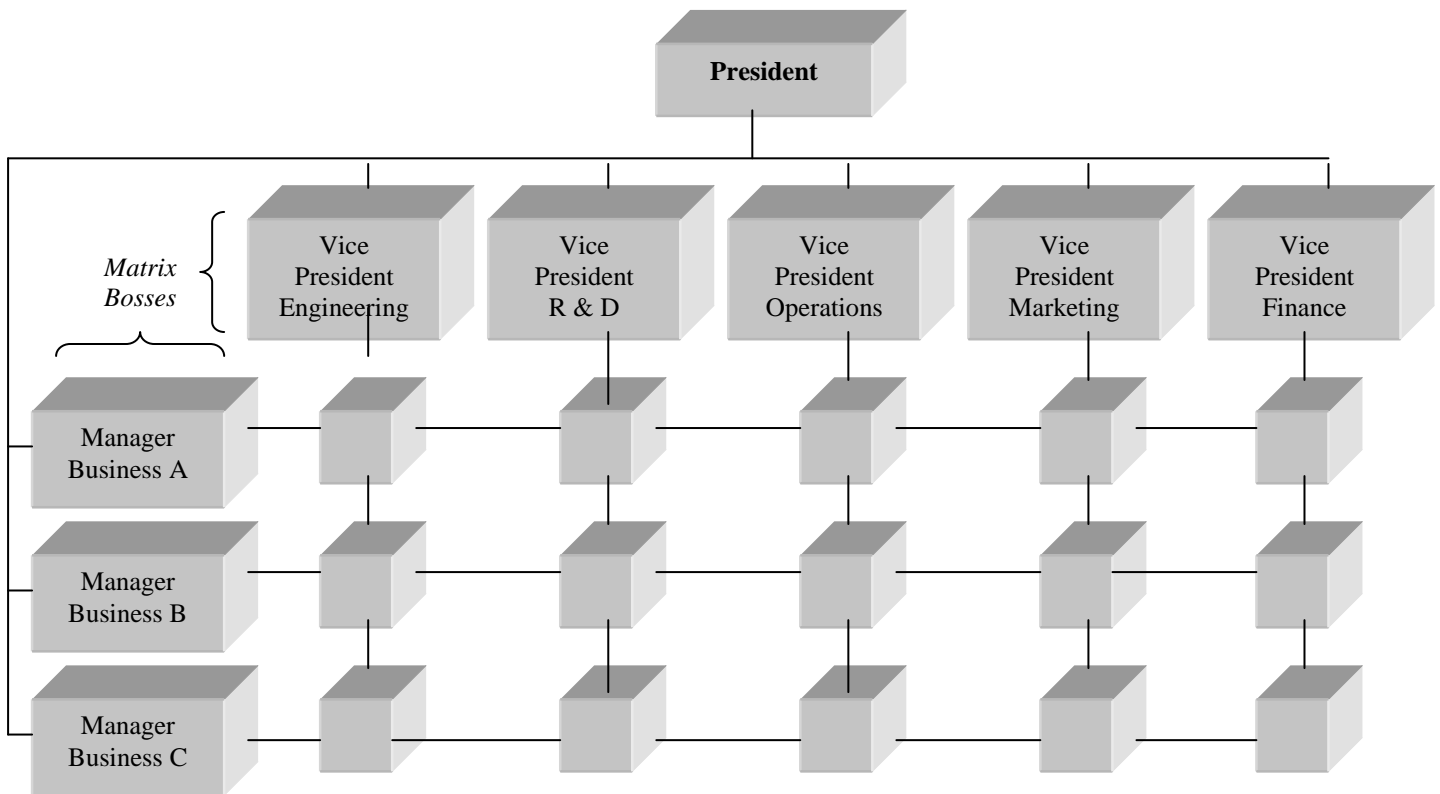 President
Vice
President
Engineering
Vice
President
R & D
Vice
President
Operations
Vice
President
Marketing
Vice
President
Finance
Matrix
Bosses
Manager
Business A
Manager
Business B
Manager
Business C